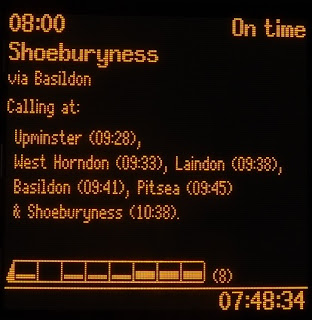 08:00 On time
Shoeburyness
via Basildon
Calling at:
Upminster (09:28),
West Horndon (09:33), Laindon (09:38),
Basildon (09:41), Pitsea (09:45)
& Shoeburyness (10:38).
(8)
07:48:34